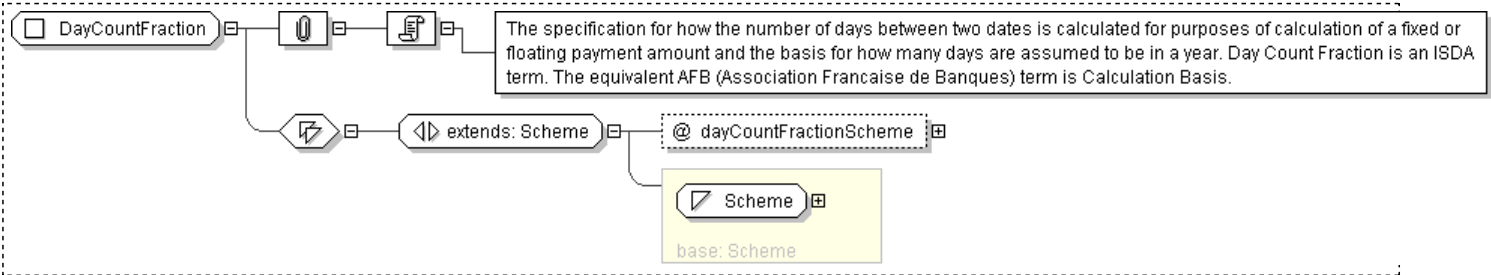 DayCountFraction
The specification for how the number of days between two dates is calculated for purposes of calculation of a fixed or
floating payment amount and the basis for how many days are assumed to be in a year. Day Count Fraction is an ISDA
term. The equivalent AFB (Association Francaise de Banques) term is Calculation Basis.
extends: Scheme
@ dayCountFractionScheme
Scheme
base: Scheme